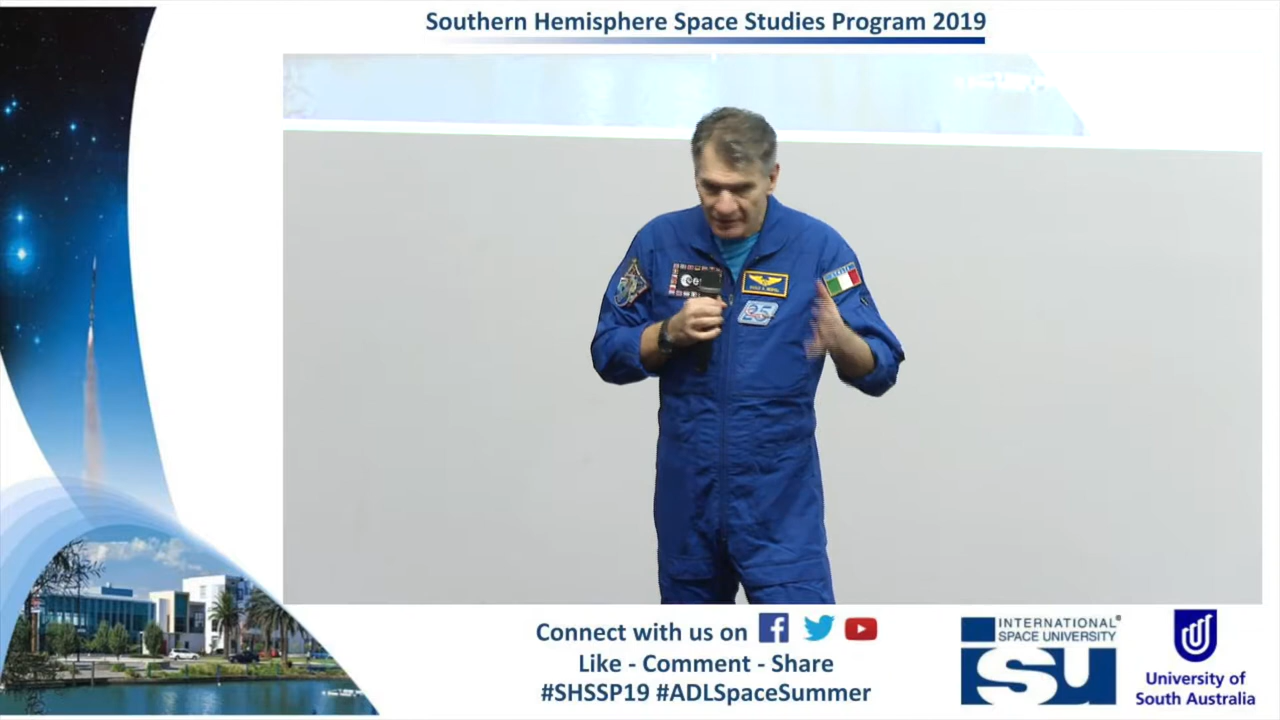 Southern Hemisphere Space Studies Program 2019
Connect with us on
Like - Comment - Share
#SHSSP19 #ADLSpaceSummer
INTERNATIONAL®
SPACE UNIVERSITY
ISU
University of
South Australia